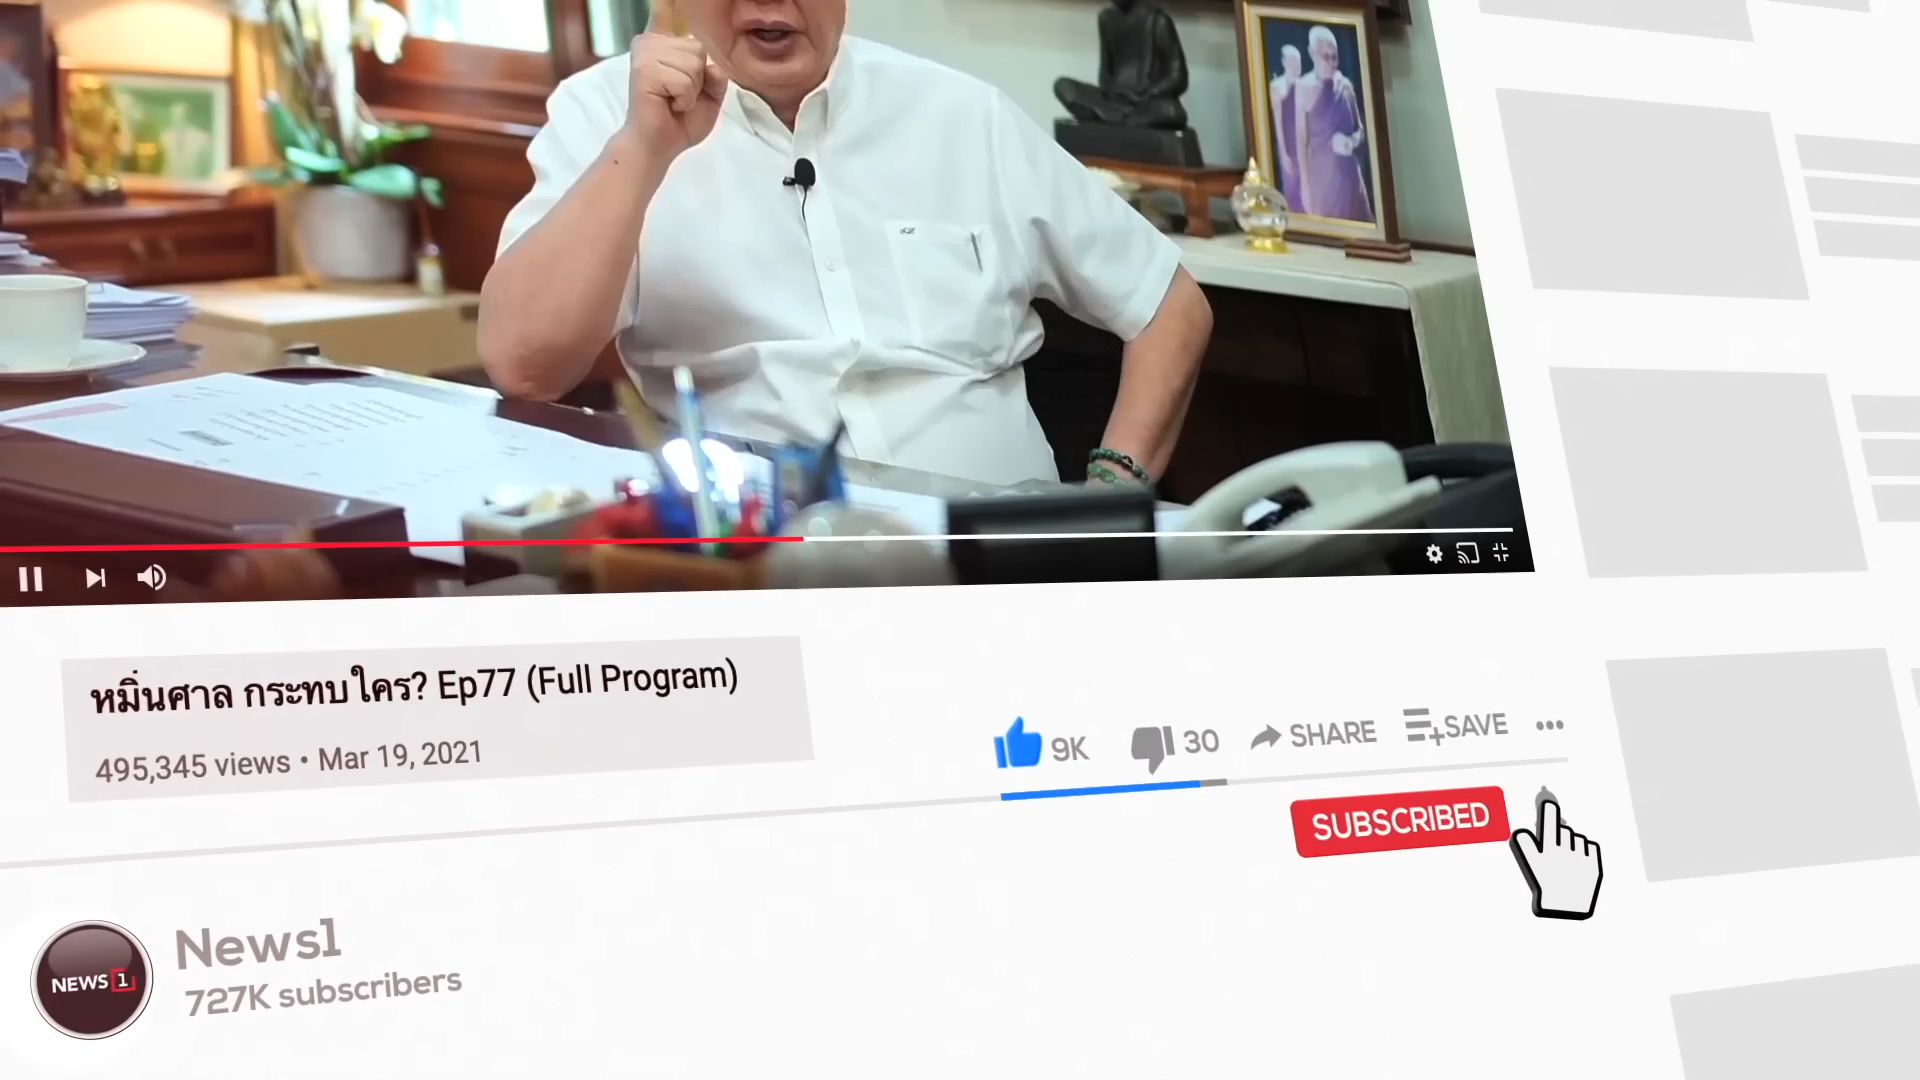 หมิ่นศาล กระทบใคร? Ep77 (Full Program)
495,345 views • Mar 19, 2021
9K
30
SHARE
SAVE
SUBSCRIBED
NEWS 1
News1
727K subscribers